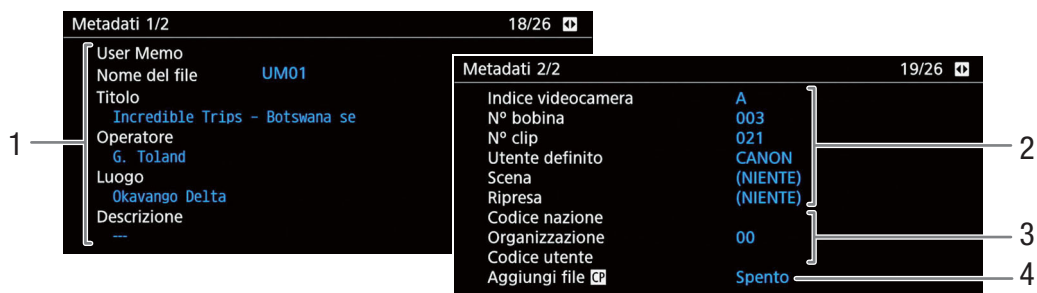 Metadati 1/2 18/26
User Memo
Nome del file UM01
Titolo
Incredible Trips – Botswana se
Operatore
G. Toland
Luogo
Okavango Delta
Descrizione
---
1
Metadati 2/2 19/26
Indice videocamera A
N° bobina 003
N° clip 021
Utente definito CANON
Scena (NIENTE)
Ripresa (NIENTE)
Codice nazione
Organizzazione 00
Codice utente
Aggiungi file CP Spento
2
3
4